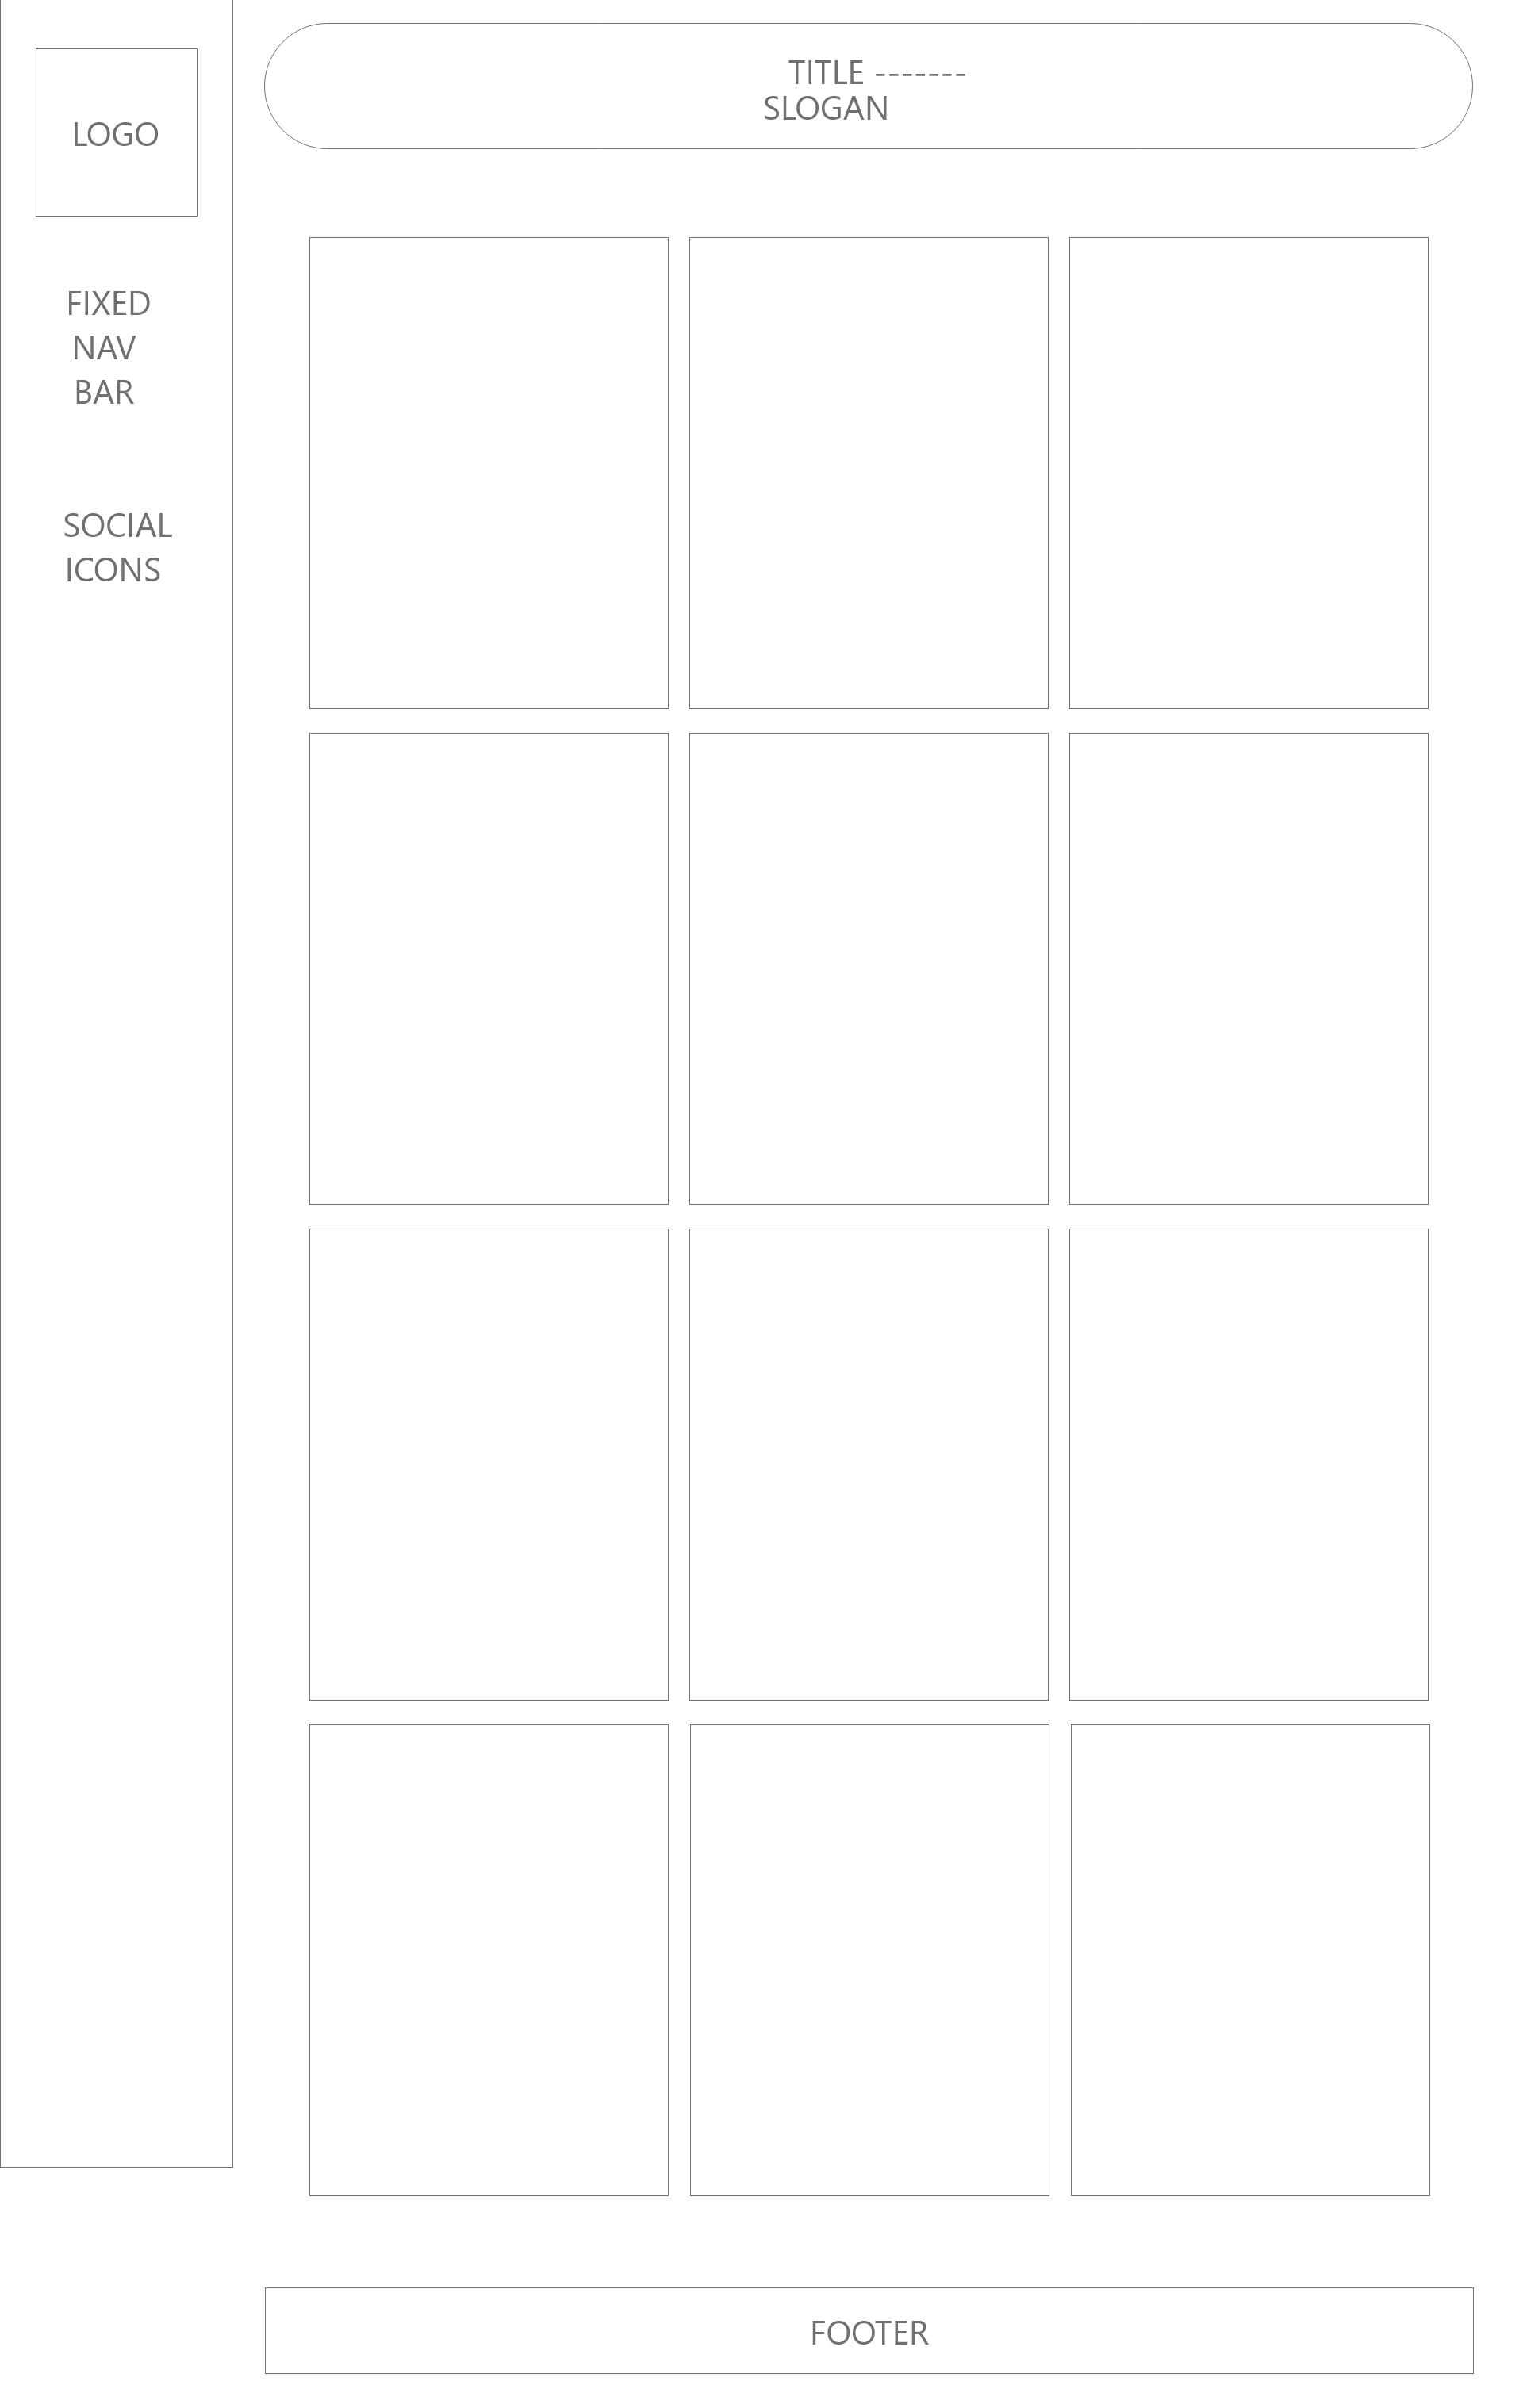 LOGO
FIXED
NAV
BAR
SOCIAL
ICONS
TITLE -------
SLOGAN
FOOTER